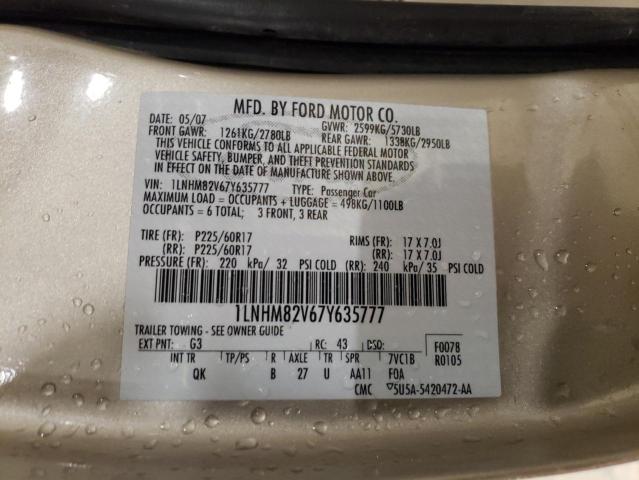 MFD. BY FORD MOTOR CO.
DATE: 05/07 GVWR: 2599KG/5730LB
FRONT GAWR: 1261KG/2780LB REAR GAWR: 1338KG/2950LB
THIS VEHICLE CONFORMS TO ALL APPLICABLE FEDERAL MOTOR
VEHICLE SAFETY, BUMPER, AND THEFT PREVENTION STANDARDS
IN EFFECT ON THE DATE OF MANUFACTURE SHOWN ABOVE.
VIN: 1LNHM82V67Y635777 TYPE: Passenger Car
MAXIMUM LOAD = OCCUPANTS + LUGGAGE = 498KG/1100LB
OCCUPANTS = 6 TOTAL; 3 FRONT, 3 REAR
TIRE (FR): P225/60R17 RIMS (FR): 17 X 7.0J
(RR): P225/60R17 (RR): 17 X 7.0J
PRESSURE (FR): 220 kPa/ 32 PSI COLD (RR): 240 kPa/ 35 PSI COLD
1LNHM82V67Y635777
TRAILER TOWING - SEE OWNER GUIDE
EXT PNT: G3 RC: 43 DSO: F0078
INT TR TP/PS R AXLE TR SPR 7VC1B R0105
QK B 27 U AA11 FOA
CMC 5U5A-5420472-AA